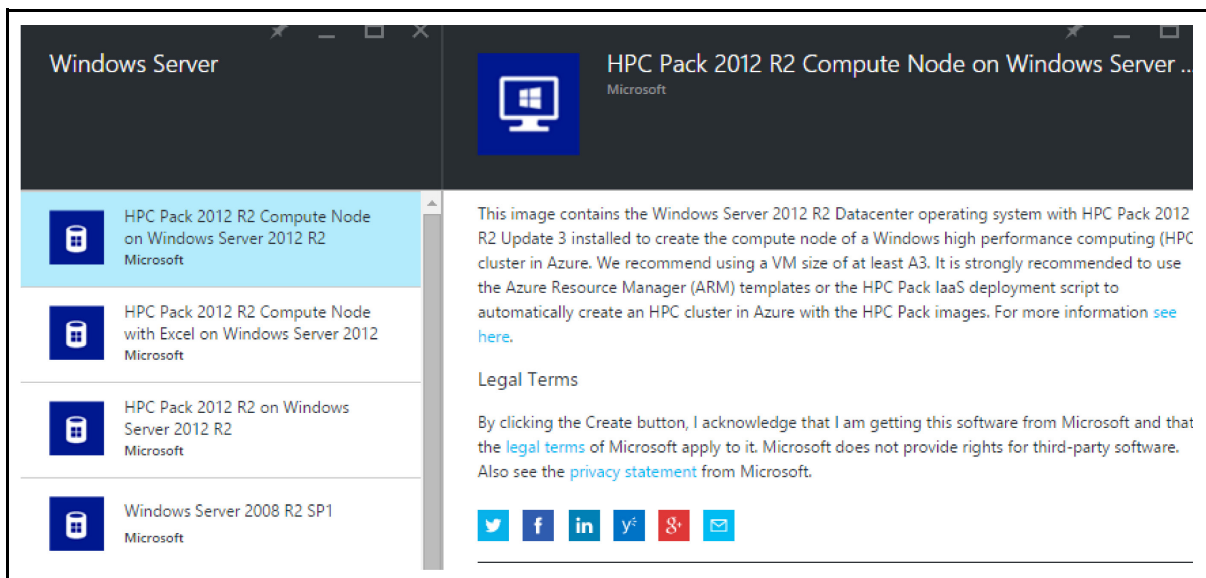 Windows Server
HPC Pack 2012 R2 Compute Node
on Windows Server 2012 R2
Microsoft
HPC Pack 2012 R2 Compute Node
with Excel on Windows Server 2012
Microsoft
HPC Pack 2012 R2 on Windows
Server 2012 R2
Microsoft
Windows Server 2008 R2 SP1
Microsoft
HPC Pack 2012 R2 Compute Node on Windows Server ...
Microsoft
This image contains the Windows Server 2012 R2 Datacenter operating system with HPC Pack 2012
R2 Update 3 installed to create the compute node of a Windows high performance computing (HPC
cluster in Azure. We recommend using a VM size of at least A3. It is strongly recommended to use
the Azure Resource Manager (ARM) templates or the HPC Pack IaaS deployment script to
automatically create an HPC cluster in Azure with the HPC Pack images. For more information see
here.
Legal Terms
By clicking the Create button, I acknowledge that I am getting this software from Microsoft and that
the legal terms of Microsoft apply to it. Microsoft does not provide rights for third-party software.
Also see the privacy statement from Microsoft.